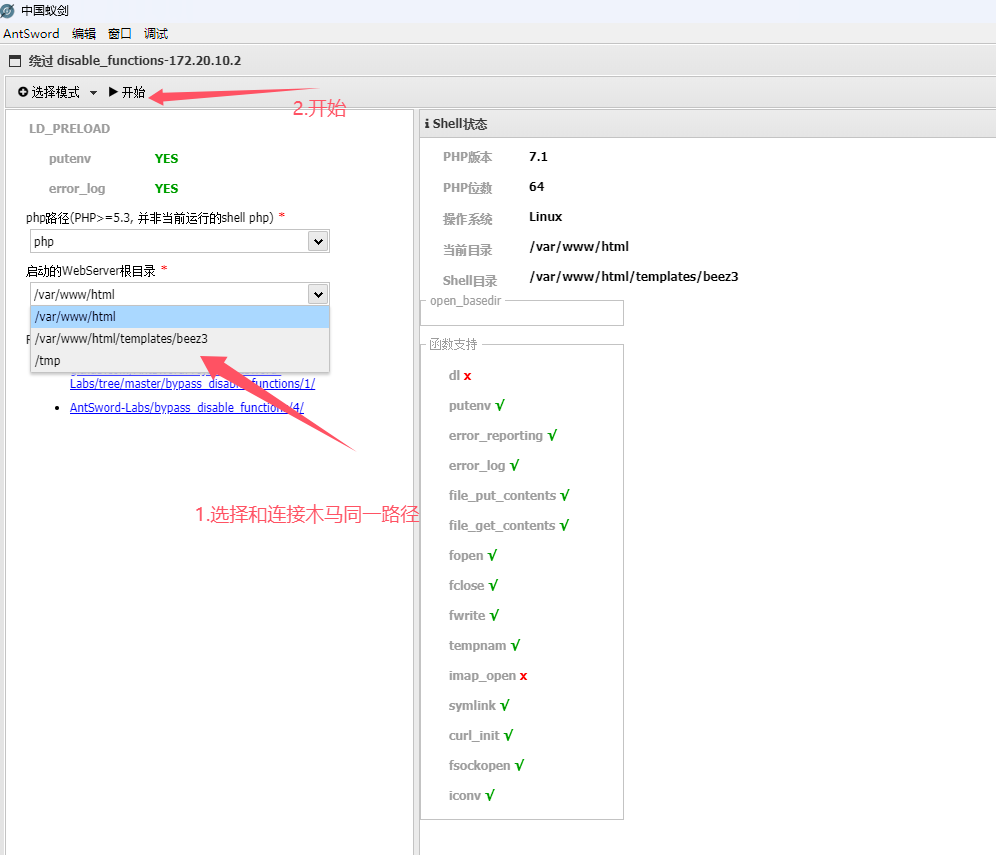 中国蚁剑
AntSword 编辑 窗口 调试
绕过 disable_functions-172.20.10.2
选择模式 开始
2.开始
LD_PRELOAD
putenv YES
error_log YES
php路径(PHP>=5.3, 并非当前运行的shell php) *
php
启动的WebServer根目录 *
/var/www/html
/var/www/html
/var/www/html/templates/beez3
/tmp
Labs/tree/master/bypass_disable_functions/1/
AntSword-Labs/bypass_disable_functions/4/
1.选择和连接木马同一路径
Shell状态
PHP版本 7.1
PHP位数 64
操作系统 Linux
当前目录 /var/www/html
Shell目录 /var/www/html/templates/beez3
open_basedir
函数支持
dl x
putenv √
error_reporting √
error_log √
file_put_contents √
file_get_contents √
fopen √
fclose √
fwrite √
tempnam √
imap_open x
symlink √
curl_init √
fsockopen √
iconv √